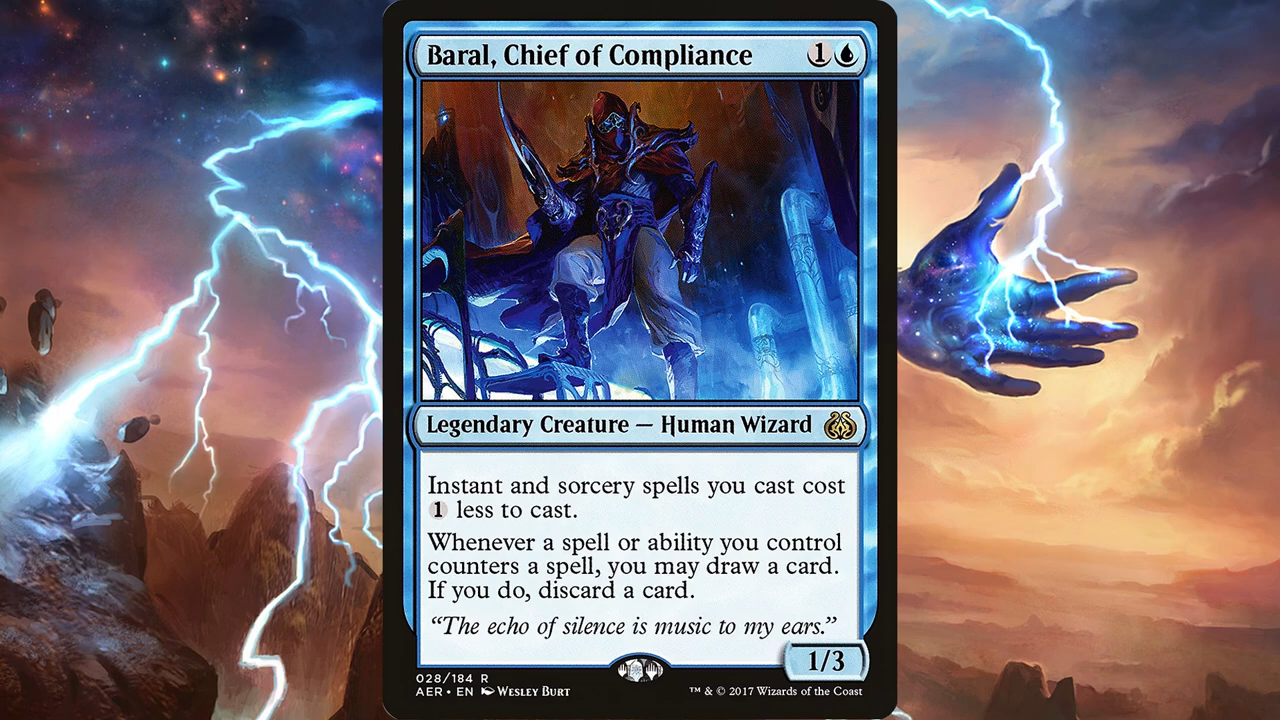 Baral, Chief of Compliance 1
Legendary Creature — Human Wizard
Instant and sorcery spells you cast cost
1 less to cast.
Whenever a spell or ability you control
counters a spell, you may draw a card.
If you do, discard a card.
“The echo of silence is music to my ears.”
1/3
028/184 R
AER • EN Wesley Burt
™ & © 2017 Wizards of the Coast